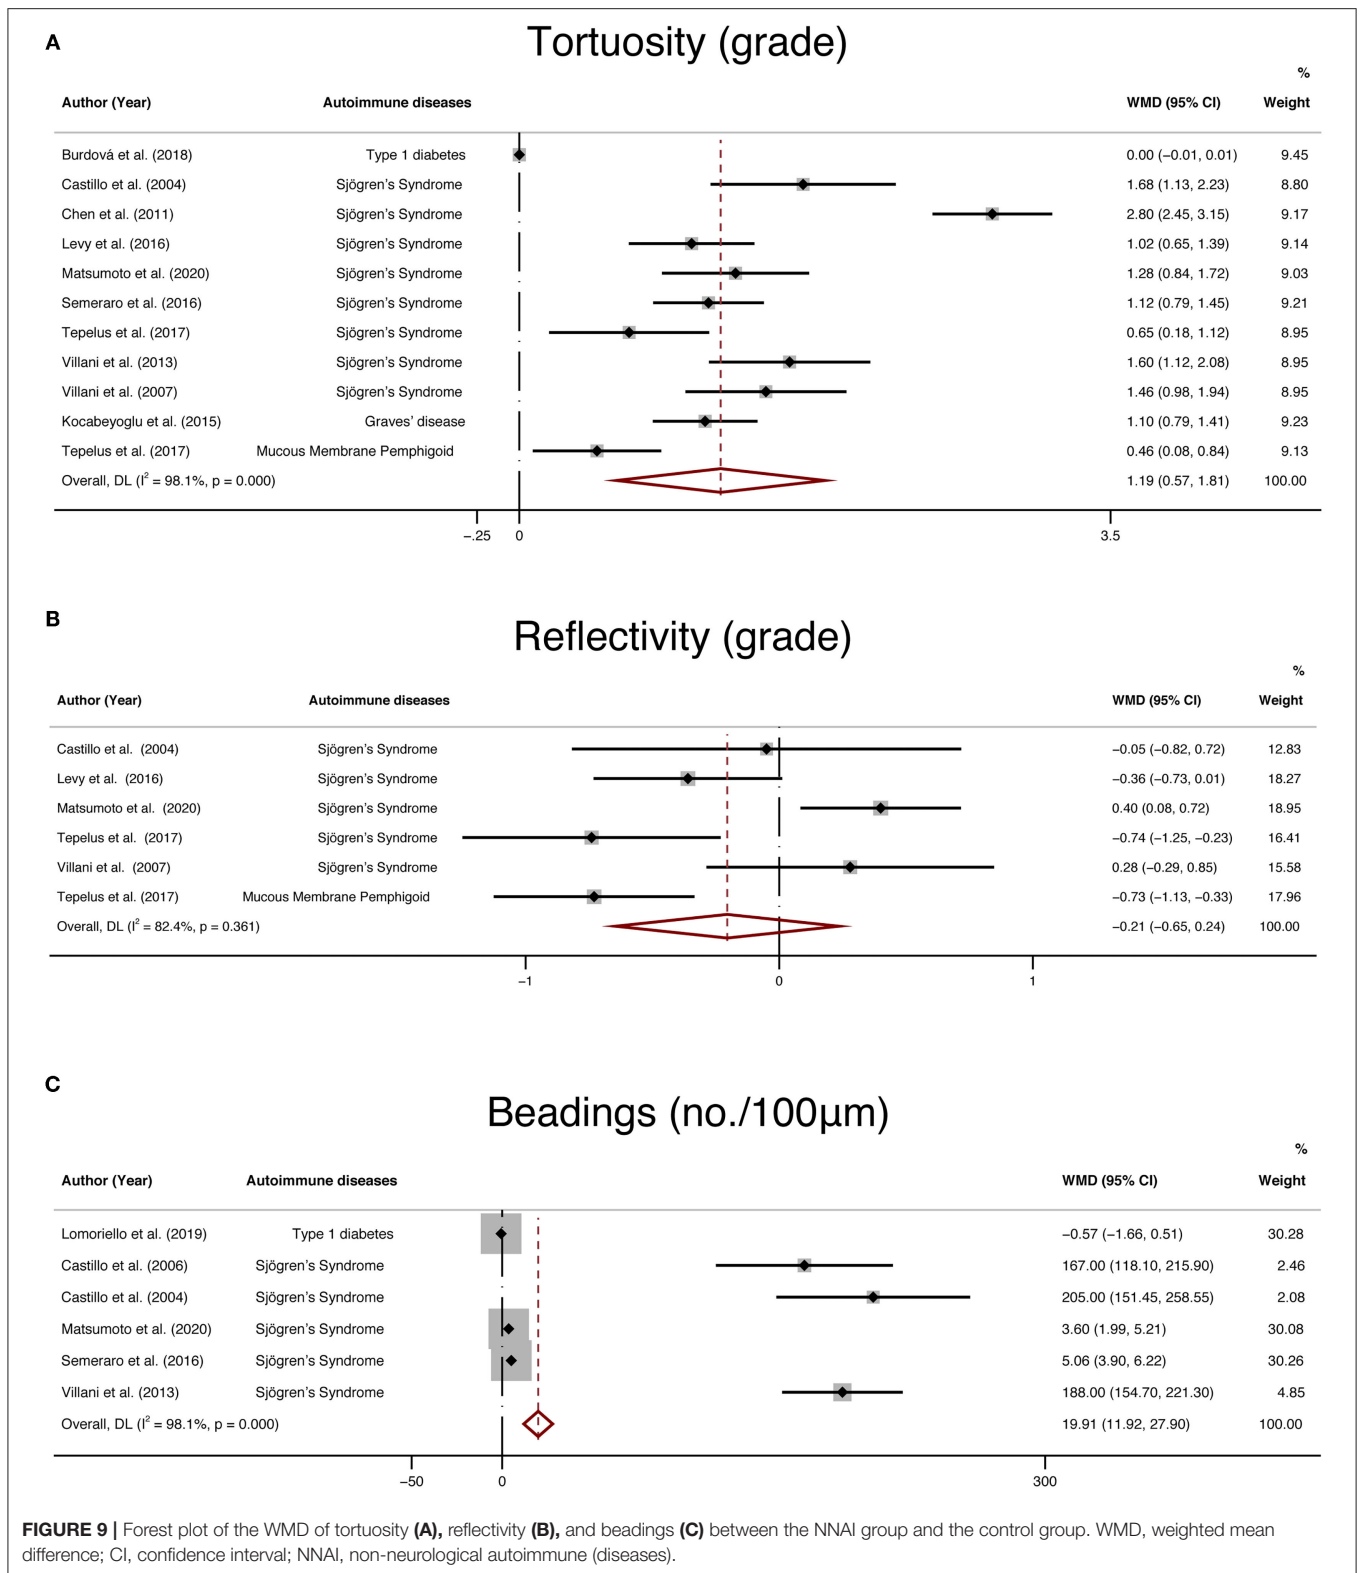 A
Tortuosity (grade)
%
Author (Year) Autoimmune diseases WMD (95% CI) Weight
Burdová et al. (2018) Type 1 diabetes 0.00 (−0.01, 0.01) 9.45
Castillo et al. (2004) Sjögren's Syndrome 1.68 (1.13, 2.23) 8.80
Chen et al. (2011) Sjögren's Syndrome 2.80 (2.45, 3.15) 9.17
Levy et al. (2016) Sjögren's Syndrome 1.02 (0.65, 1.39) 9.14
Matsumoto et al. (2020) Sjögren's Syndrome 1.28 (0.84, 1.72) 9.03
Semeraro et al. (2016) Sjögren's Syndrome 1.12 (0.79, 1.45) 9.21
Tepelus et al. (2017) Sjögren's Syndrome 0.65 (0.18, 1.12) 8.95
Villani et al. (2013) Sjögren's Syndrome 1.60 (1.12, 2.08) 8.95
Villani et al. (2007) Sjögren's Syndrome 1.46 (0.98, 1.94) 8.95
Kocabeyoglu et al. (2015) Graves' disease 1.10 (0.79, 1.41) 9.23
Tepelus et al. (2017) Mucous Membrane Pemphigoid 0.46 (0.08, 0.84) 9.13
Overall, DL (I² = 98.1%, p = 0.000) 1.19 (0.57, 1.81) 100.00
−.25 0 3.5
B
Reflectivity (grade)
%
Author (Year) Autoimmune diseases WMD (95% CI) Weight
Castillo et al. (2004) Sjögren's Syndrome −0.05 (−0.82, 0.72) 12.83
Levy et al. (2016) Sjögren's Syndrome −0.36 (−0.73, 0.01) 18.27
Matsumoto et al. (2020) Sjögren's Syndrome 0.40 (0.08, 0.72) 18.95
Tepelus et al. (2017) Sjögren's Syndrome −0.74 (−1.25, −0.23) 16.41
Villani et al. (2007) Sjögren's Syndrome 0.28 (−0.29, 0.85) 15.58
Tepelus et al. (2017) Mucous Membrane Pemphigoid −0.73 (−1.13, −0.33) 17.96
Overall, DL (I² = 82.4%, p = 0.361) −0.21 (−0.65, 0.24) 100.00
−1 0 1
C
Beadings (no./100μm)
%
Author (Year) Autoimmune diseases WMD (95% CI) Weight
Lomoriello et al. (2019) Type 1 diabetes −0.57 (−1.66, 0.51) 30.28
Castillo et al. (2006) Sjögren's Syndrome 167.00 (118.10, 215.90) 2.46
Castillo et al. (2004) Sjögren's Syndrome 205.00 (151.45, 258.55) 2.08
Matsumoto et al. (2020) Sjögren's Syndrome 3.60 (1.99, 5.21) 30.08
Semeraro et al. (2016) Sjögren's Syndrome 5.06 (3.90, 6.22) 30.26
Villani et al. (2013) Sjögren's Syndrome 188.00 (154.70, 221.30) 4.85
Overall, DL (I² = 98.1%, p = 0.000) 19.91 (11.92, 27.90) 100.00
−50 0 300
FIGURE 9 | Forest plot of the WMD of tortuosity (A), reflectivity (B), and beadings (C) between the NNAI group and the control group. WMD, weighted mean
difference; CI, confidence interval; NNAI, non-neurological autoimmune (diseases).